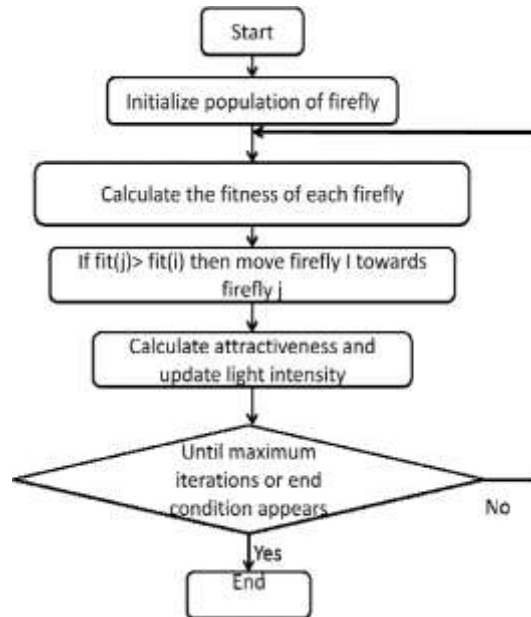 Start
Initialize population of firefly
Calculate the fitness of each firefly
If fit(j)> fit(i) then move firefly I towards
firefly j
Calculate attractiveness and
update light intensity
Until maximum
iterations or end
condition appears
No
Yes
End